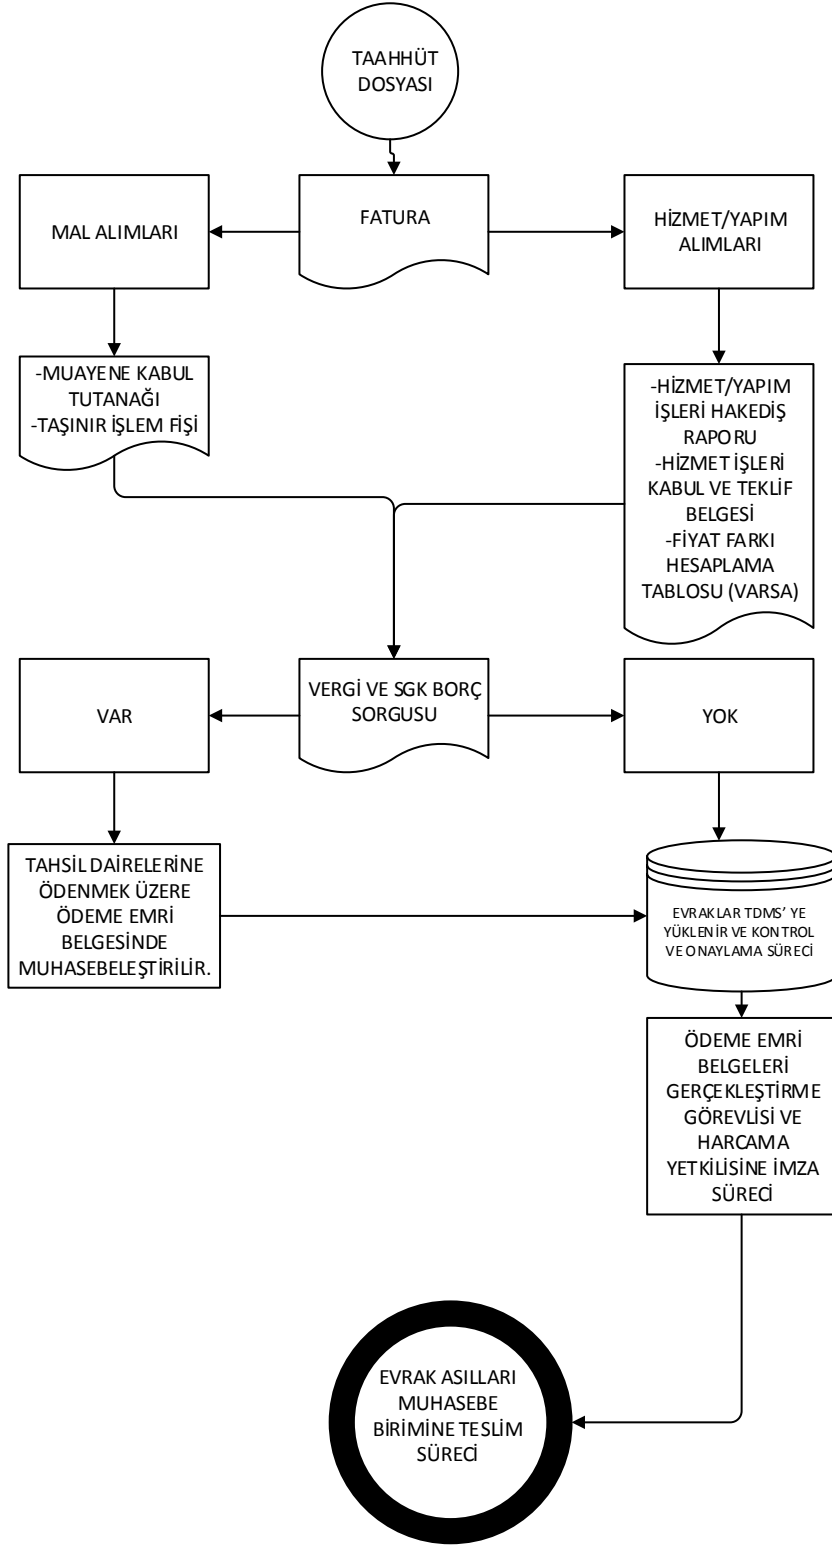 TAAHHÜT
DOSYASI
MAL ALIMLARI
FATURA
HİZMET/YAPIM
ALIMLARI
-MUAYENE KABUL
TUTANAĞI
-TAŞINIR İŞLEM FİŞİ
-HİZMET/YAPIM
İŞLERİ HAKEDİŞ
RAPORU
-HİZMET İŞLERİ
KABUL VE TEKLİF
BELGESİ
-FİYAT FARKI
HESAPLAMA
TABLOSU (VARSA)
VAR
VERGİ VE SGK BORÇ
SORGUSU
YOK
TAHSİL DAİRELERİNE
ÖDENMEK ÜZERE
ÖDEME EMRİ
BELGESİNDE
MUHASEBELEŞTİRİLİR.
EVRAKLAR TDMS' YE
YÜKLENİR VE KONTROL
VE ONAYLAMA SÜRECİ
ÖDEME EMRİ
BELGELERİ
GERÇEKLEŞTİRME
GÖREVLİSİ VE
HARCAMA
YETKİLİSİNE İMZA
SÜRECİ
EVRAK ASILLARI
MUHASEBE
BİRİMİNE TESLİM
SÜRECİ